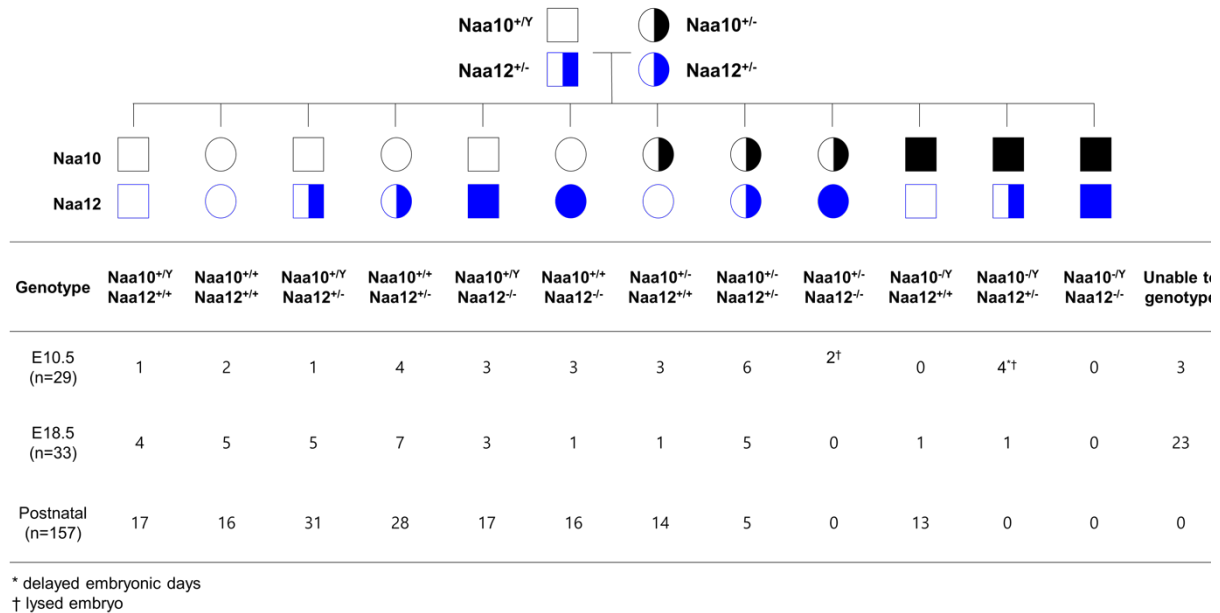 Naa10+/Y Naa10+/-
Naa12+/- Naa12+/-
Naa10
Naa12
Genotype Naa10+/Y Naa12+/+ Naa10+/+ Naa12+/+ Naa10+/Y Naa12+/- Naa10+/+ Naa12+/- Naa10+/Y Naa12-/- Naa10+/+ Naa12-/- Naa10+/- Naa12+/+ Naa10+/- Naa12+/- Naa10+/- Naa12-/- Naa10-/Y Naa12+/+ Naa10-/Y Naa12+/- Naa10-/Y Naa12-/- Unable to genotype
E10.5 (n=29) 1 2 1 4 3 3 3 6 2† 0 4*† 0 3
E18.5 (n=33) 4 5 5 7 3 1 1 5 0 1 1 0 23
Postnatal (n=157) 17 16 31 28 17 16 14 5 0 13 0 0 0
* delayed embryonic days
† lysed embryo